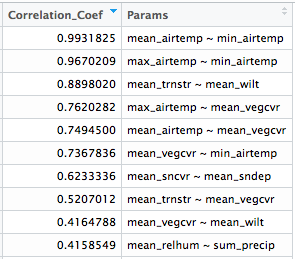 Correlation_Coef Params
0.9931825 mean_airtemp ~ min_airtemp
0.9670209 max_airtemp ~ min_airtemp
0.8898020 mean_trnstr ~ mean_wilt
0.7620282 max_airtemp ~ mean_vegcvr
0.7494500 mean_airtemp ~ mean_vegcvr
0.7367836 mean_vegcvr ~ min_airtemp
0.6233336 mean_sncvr ~ mean_sndep
0.5207012 mean_trnstr ~ mean_vegcvr
0.4164788 mean_vegcvr ~ mean_wilt
0.4158549 mean_relhum ~ sum_precip